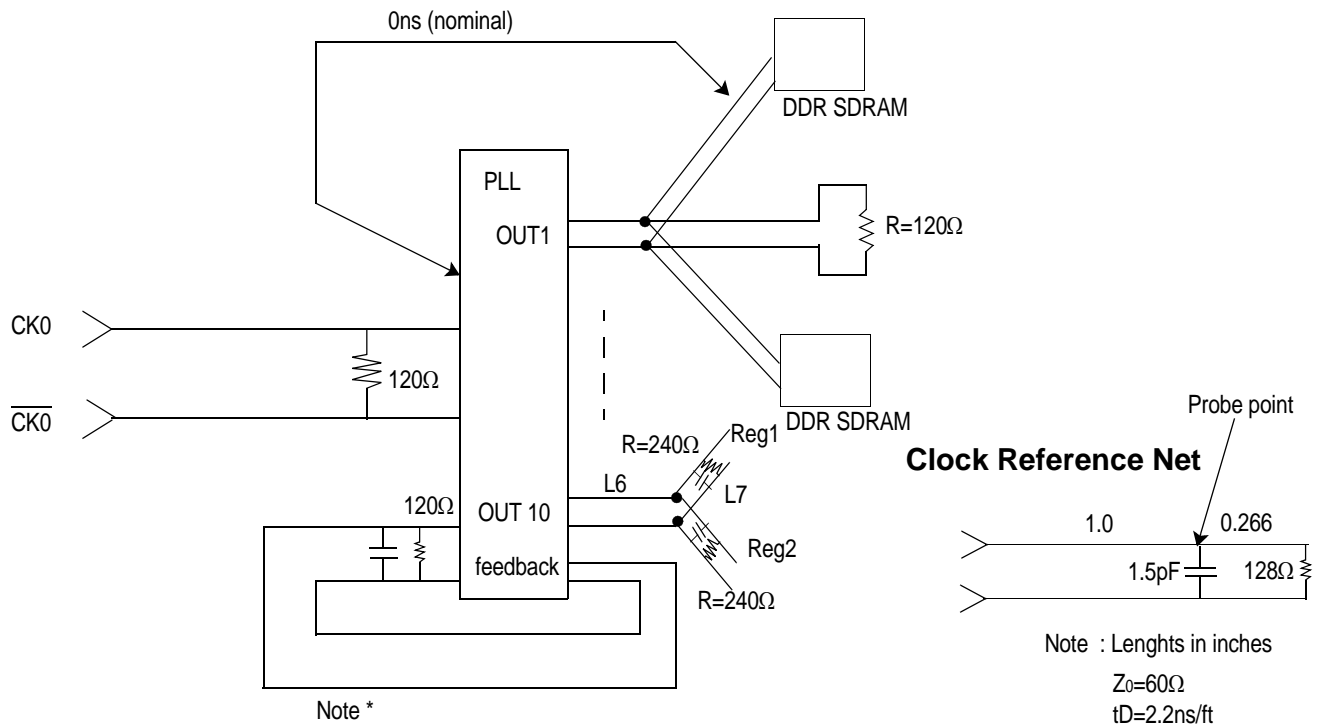 0ns (nominal)
DDR SDRAM
PLL
OUT1
R=120Ω
CK0
120Ω
CK0
DDR SDRAM
Probe point
Reg1
R=240Ω
Clock Reference Net
L6
L7
120Ω
OUT 10
1.0
0.266
Reg2
feedback
1.5pF
128Ω
R=240Ω
Note : Lenghts in inches
Z0=60Ω
Note *
tD=2.2ns/ft